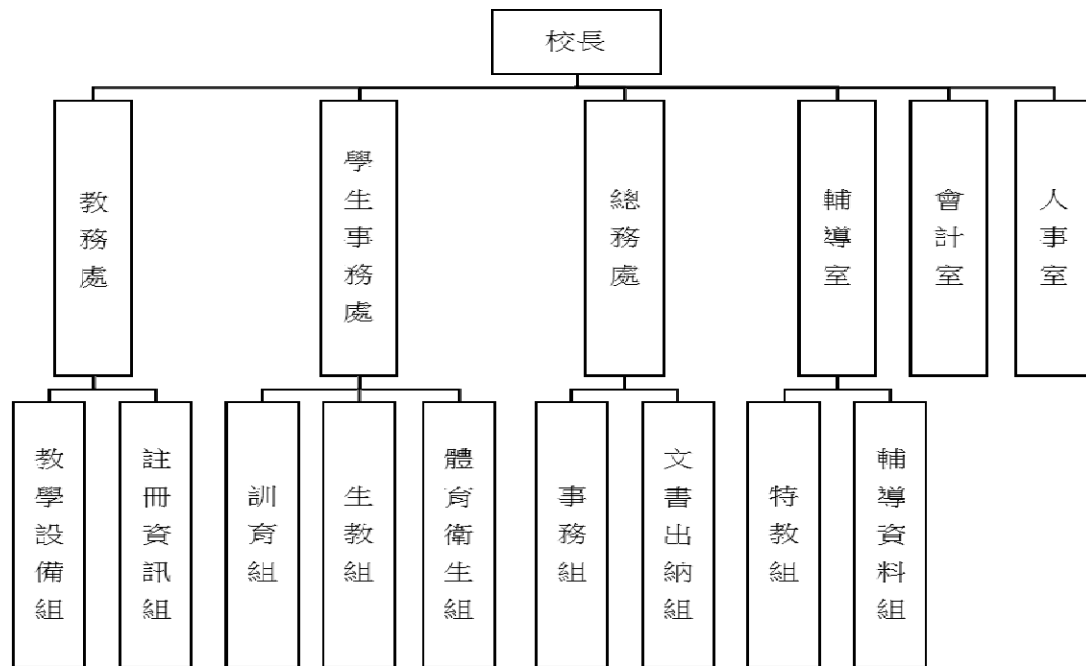 校長
教務處
學生事務處
總務處
輔導室
會計室
人事室
教學設備組
註冊資訊組
訓育組
生教組
體育衛生組
事務組
文書出納組
特教組
輔導資料組